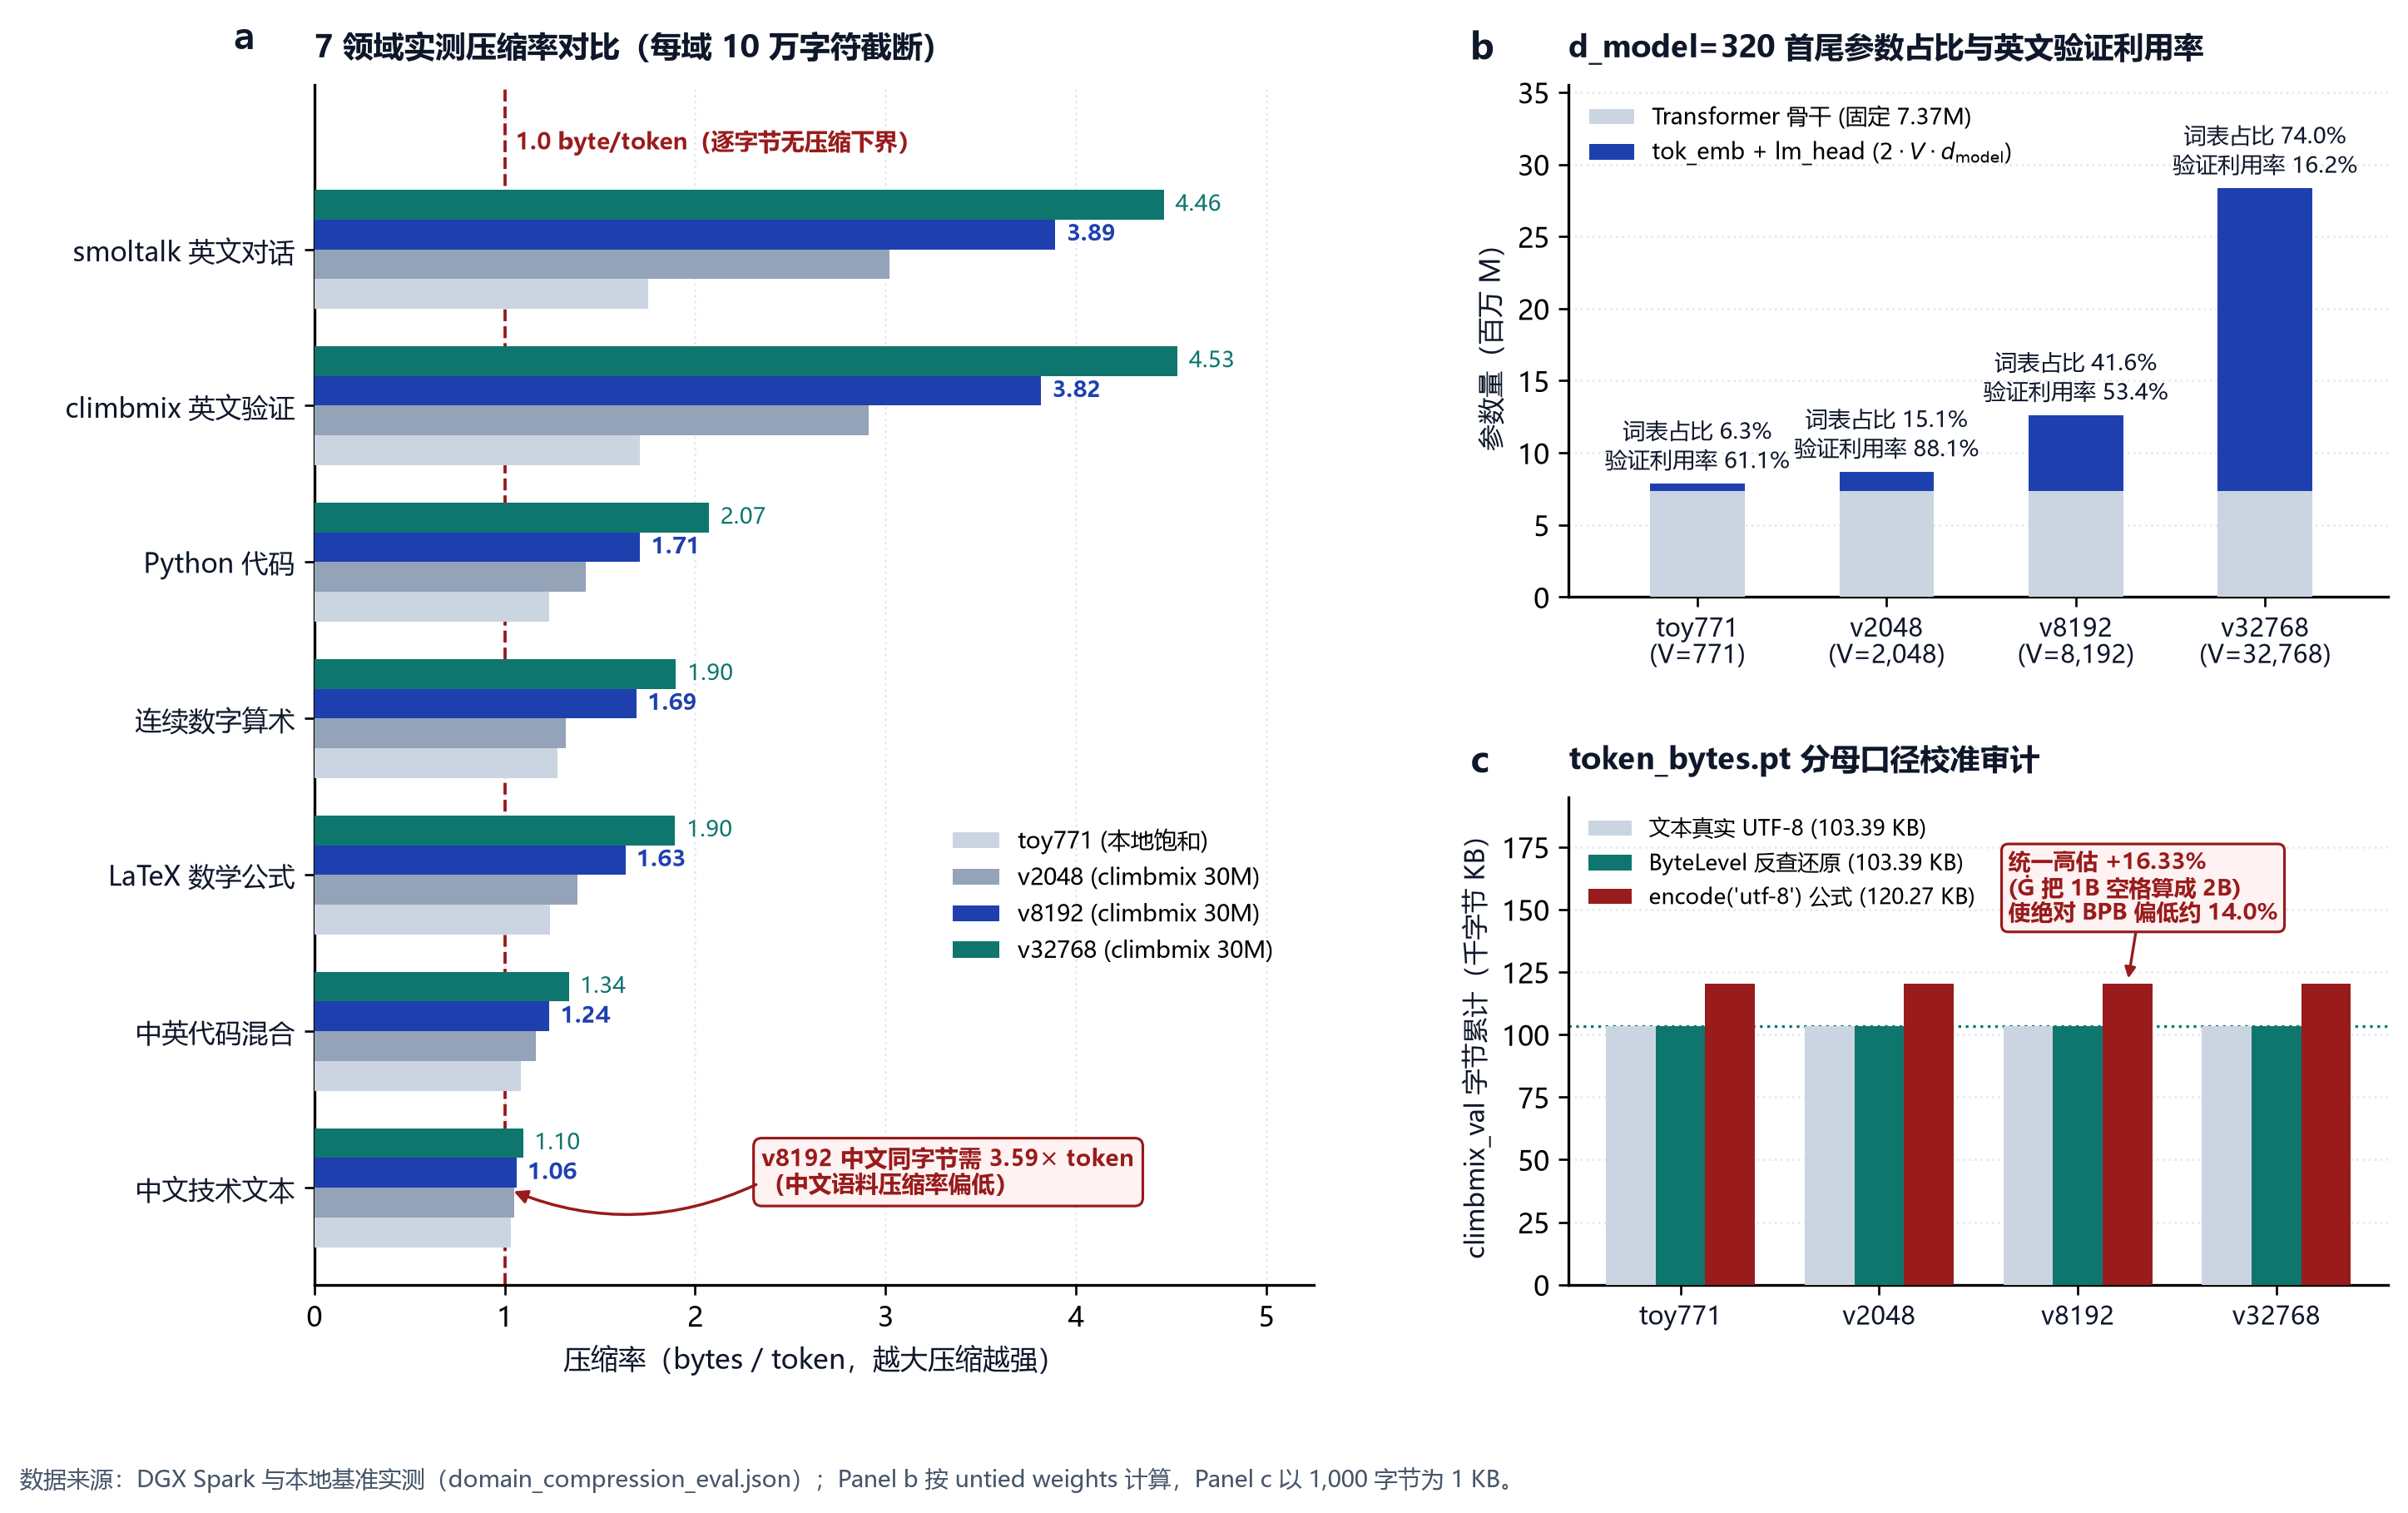 a
7 领域实测压缩率对比（每域 10 万字符截断）
1.0 byte/token（逐字节无压缩下界）
smoltalk 英文对话
4.46
3.89
climbmix 英文验证
4.53
3.82
Python 代码
2.07
1.71
连续数字算术
1.90
1.69
LaTeX 数学公式
1.90
1.63
中英代码混合
1.34
1.24
中文技术文本
1.10
1.06
toy771 (本地饱和)
v2048 (climbmix 30M)
v8192 (climbmix 30M)
v32768 (climbmix 30M)
v8192 中文同字节需 3.59× token
（中文语料压缩率偏低）
0 1 2 3 4 5
压缩率（bytes / token，越大压缩越强）
b
d_model=320 首尾参数占比与英文验证利用率
Transformer 骨干 (固定 7.37M)
tok_emb + lm_head (2 · V · d_model)
参数量（百万 M）
35
30
25
20
15
10
5
0
词表占比 6.3%
验证利用率 61.1%
词表占比 15.1%
验证利用率 88.1%
词表占比 41.6%
验证利用率 53.4%
词表占比 74.0%
验证利用率 16.2%
toy771
(V=771)
v2048
(V=2,048)
v8192
(V=8,192)
v32768
(V=32,768)
c
token_bytes.pt 分母口径校准审计
文本真实 UTF-8 (103.39 KB)
ByteLevel 反查还原 (103.39 KB)
encode('utf-8') 公式 (120.27 KB)
统一高估 +16.33%
(Ġ 把 1B 空格算成 2B)
使绝对 BPB 偏低约 14.0%
climbmix_val 字节累计（千字节 KB）
175
150
125
100
75
50
25
0
toy771
v2048
v8192
v32768
数据来源：DGX Spark 与本地基准实测（domain_compression_eval.json）；Panel b 按 untied weights 计算，Panel c 以 1,000 字节为 1 KB。